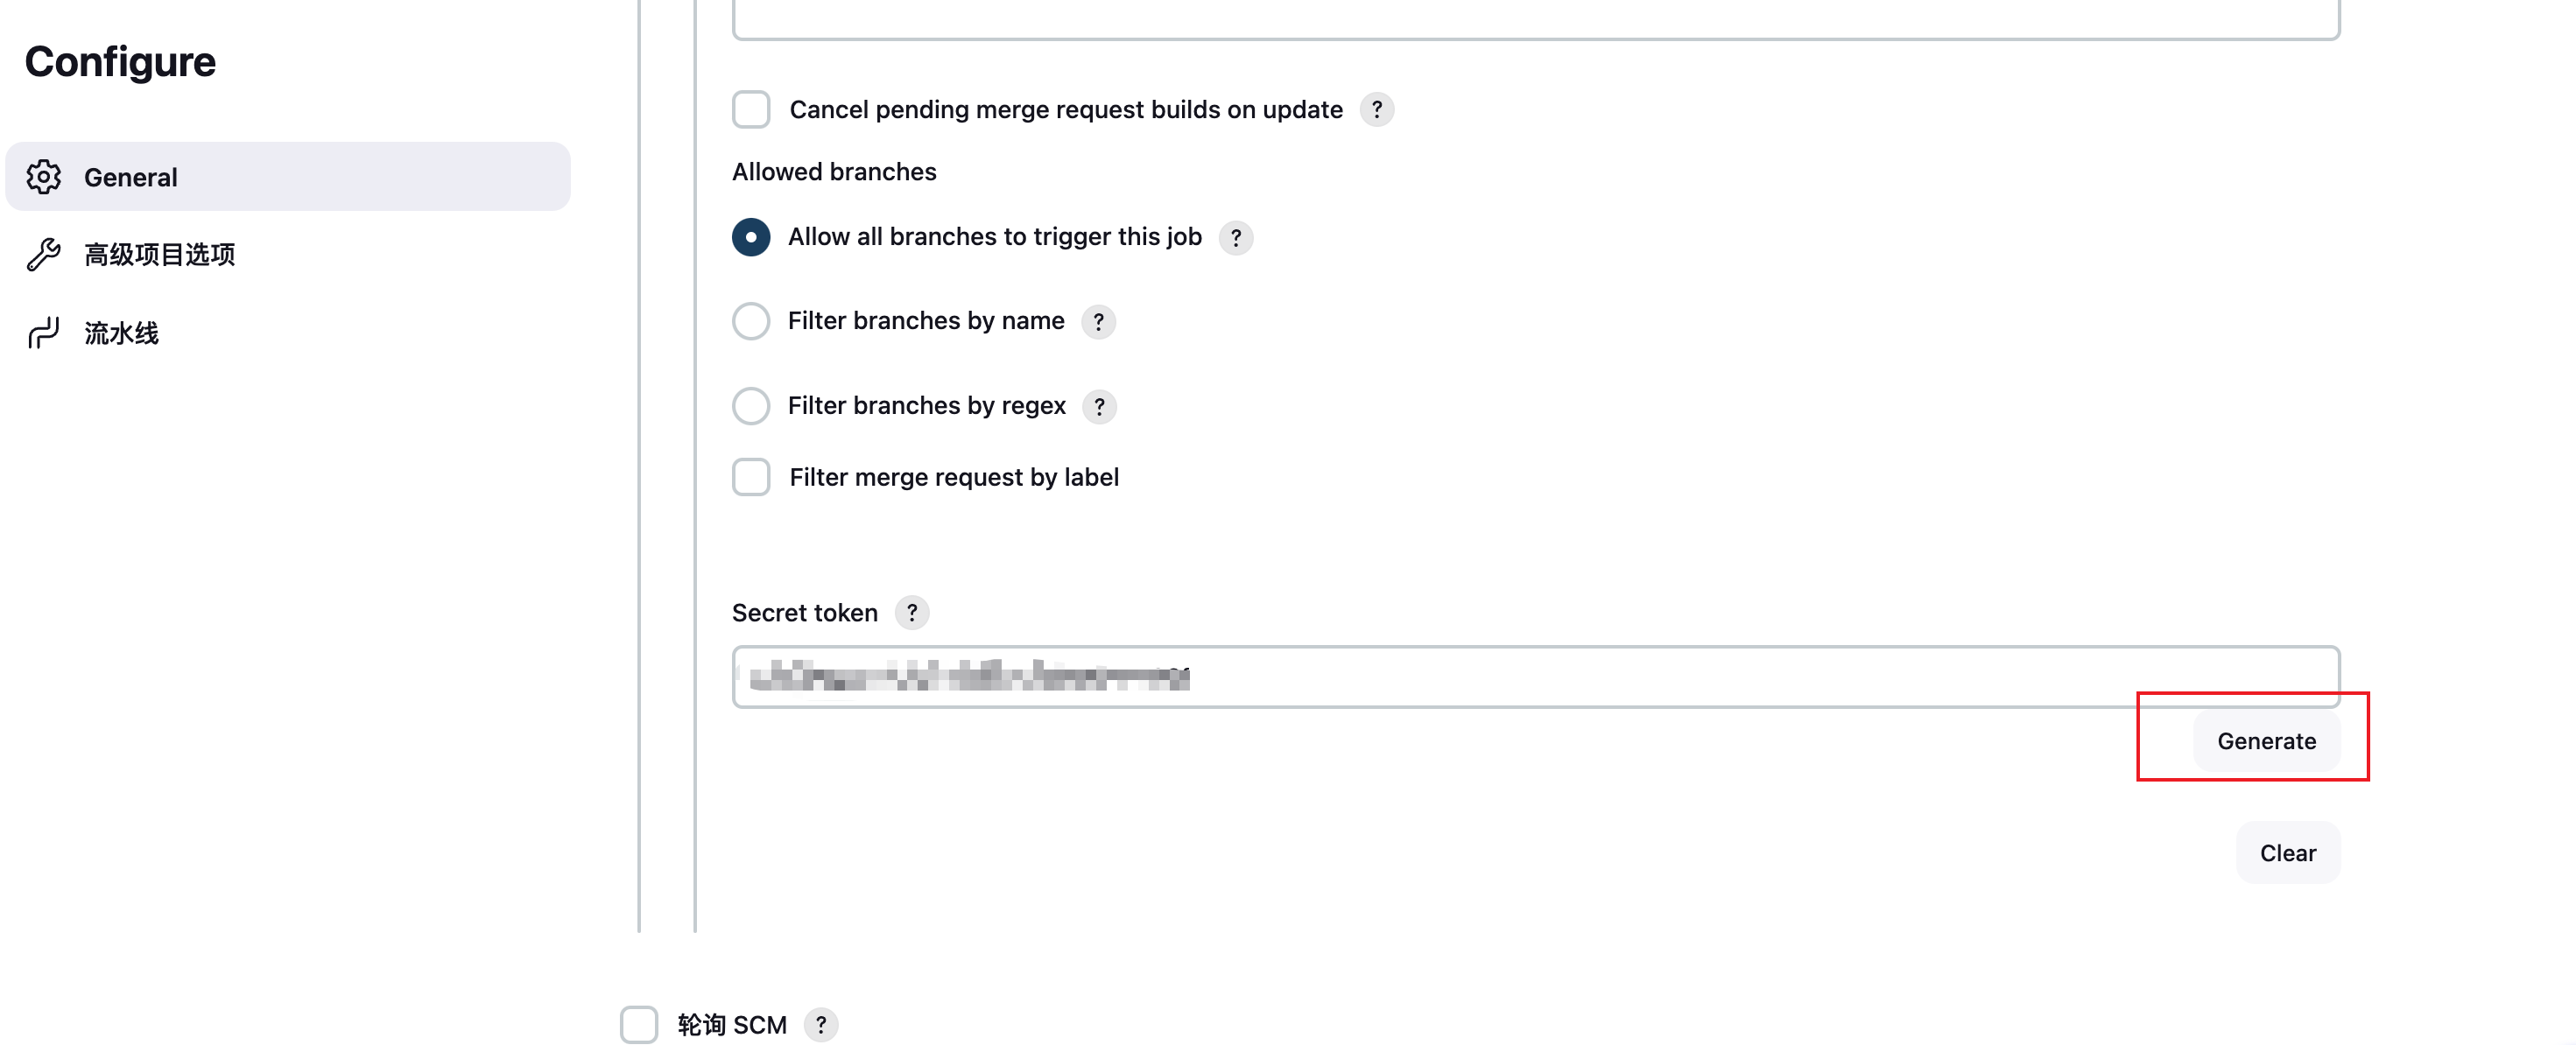 Configure
General
高级项目选项
流水线
Cancel pending merge request builds on update ?
Allowed branches
Allow all branches to trigger this job ?
Filter branches by name ?
Filter branches by regex ?
Filter merge request by label
Secret token ?
Generate
Clear
轮询 SCM ?